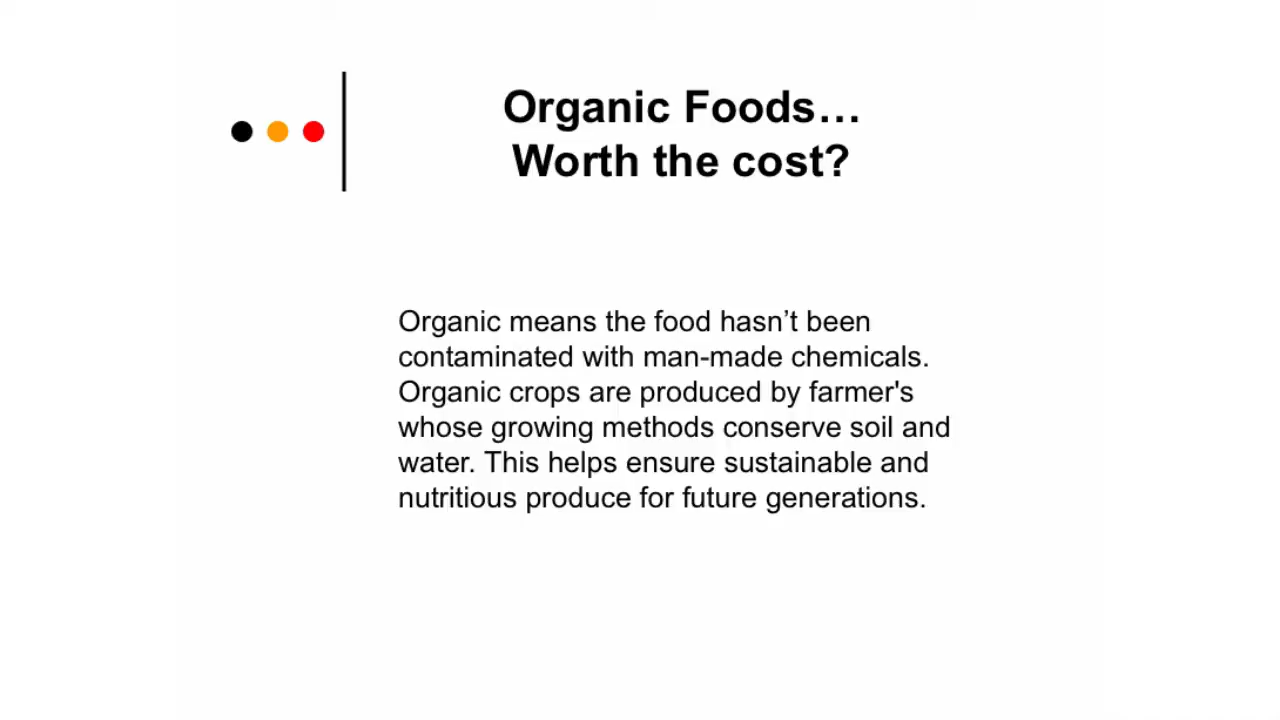 Organic Foods…
Worth the cost?
Organic means the food hasn’t been
contaminated with man-made chemicals.
Organic crops are produced by farmer's
whose growing methods conserve soil and
water. This helps ensure sustainable and
nutritious produce for future generations.